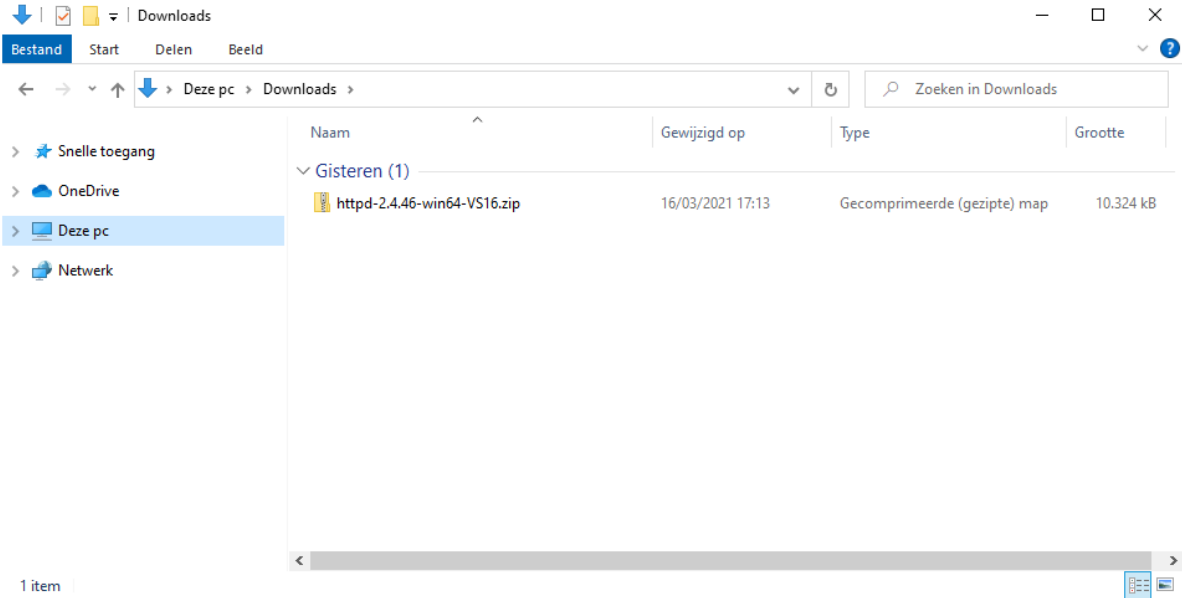 Downloads
Bestand Start Delen Beeld
Deze pc Downloads Zoeken in Downloads
Naam Gewijzigd op Type Grootte
Snelle toegang
OneDrive
Deze pc
Netwerk
Gisteren (1)
httpd-2.4.46-win64-VS16.zip 16/03/2021 17:13 Gecomprimeerde (gezipte) map 10.324 kB
1 item